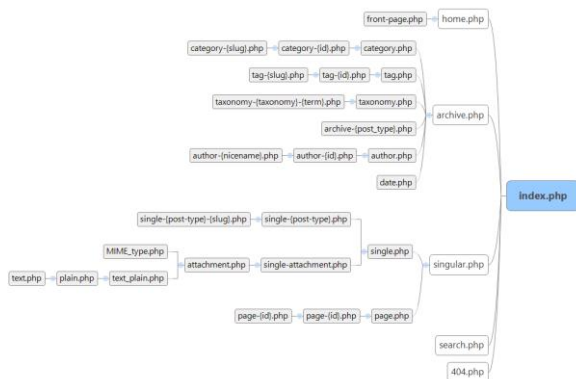 front-page.php home.php
category-(slug).php category-(id).php category.php
tag-(slug).php tag-(id).php tag.php
taxonomy-(taxonomy)-(term).php taxonomy.php
archive.php
archive-(post_type).php
author-(nicename).php author-(id).php author.php
date.php
index.php
single-(post-type)-(slug).php single-(post-type).php
MIME_type.php single.php
attachment.php single-attachment.php singular.php
text.php plain.php text_plain.php
page-(id).php page-(id).php page.php
search.php
404.php